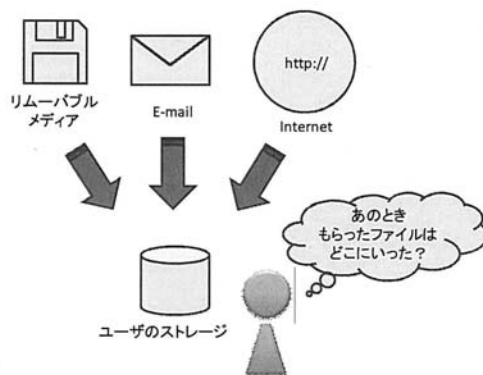 リムーバブル
メディア
E-mail
http://
Internet
あのとき
もらったファイルは
どこにいった？
ユーザのストレージ